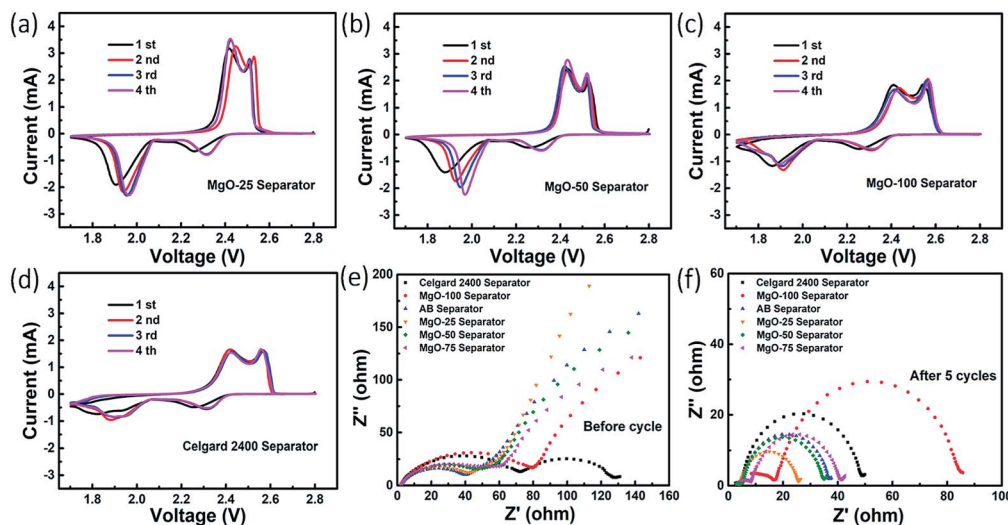 (a)
Current (mA)
4
3
2
1
0
-1
-2
-3
1 st
2 nd
3 rd
4 th
MgO-25 Separator
1.8 2.0 2.2 2.4 2.6 2.8
Voltage (V)
(b)
Current (mA)
4
3
2
1
0
-1
-2
-3
1 st
2 nd
3 rd
4 th
MgO-50 Separator
1.8 2.0 2.2 2.4 2.6 2.8
Voltage (V)
(c)
Current (mA)
4
3
2
1
0
-1
-2
-3
1 st
2 nd
3 rd
4 th
MgO-100 Separator
1.8 2.0 2.2 2.4 2.6 2.8
Voltage (V)
(d)
Current (mA)
4
3
2
1
0
-1
-2
-3
1 st
2 nd
3 rd
4 th
Celgard 2400 Separator
1.8 2.0 2.2 2.4 2.6 2.8
Voltage (V)
(e)
Z'' (ohm)
200
175
150
125
100
75
50
25
0
Celgard 2400 Separator
MgO-100 Separator
AB Separator
MgO-25 Separator
MgO-50 Separator
MgO-75 Separator
Before cycle
0 20 40 60 80 100 120 140 160
Z' (ohm)
(f)
Z'' (ohm)
60
40
20
0
Celgard 2400 Separator
MgO-100 Separator
AB Separator
MgO-25 Separator
MgO-50 Separator
MgO-75 Separator
After 5 cycles
0 20 40 60 80 100
Z' (ohm)